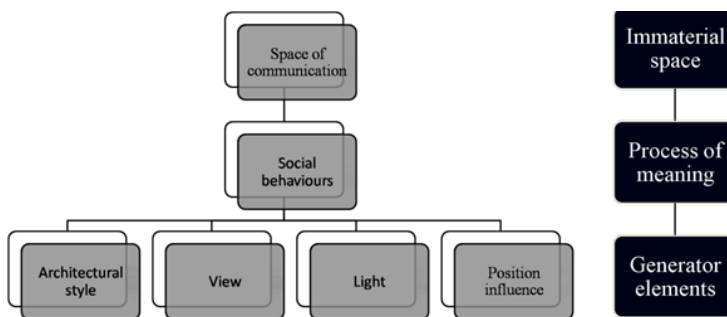 Space of
communication
Immaterial
space
Social
behaviours
Process of
meaning
Architectural
style
View
Light
Position
influence
Generator
elements